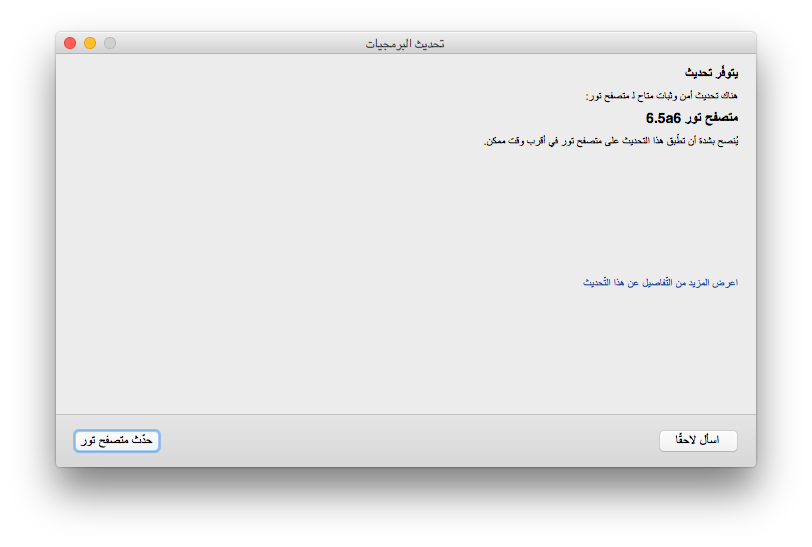 تحديث البرمجيات
يتوفّر تحديث
هناك تحديث أمن وثبات متاح لـ متصفح تور:
متصفح تور 6.5a6
يُنصح بشدة أن تطّبق هذا التحديث على متصفح تور في أقرب وقت ممكن.
اعرض المزيد من التّفاصيل عن هذا التّحديث
اسأل لاحقًا
حدّث متصفح تور